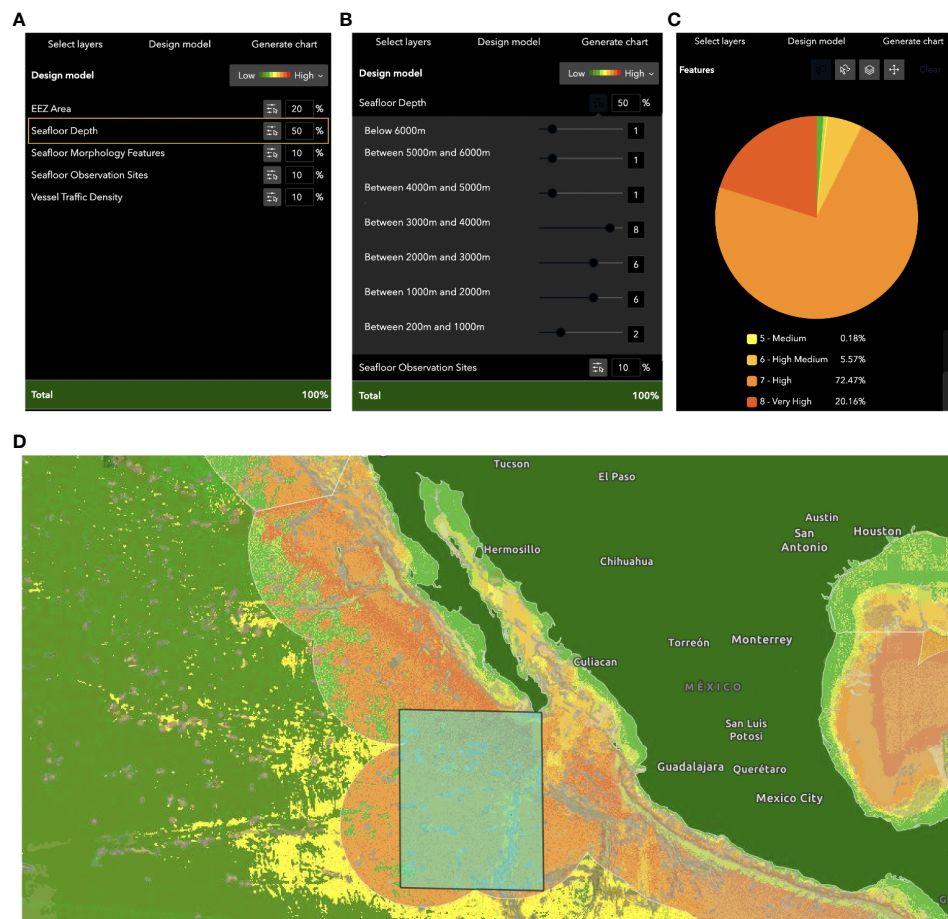 A
Select layers Design model Generate chart
Design model Low High
EEZ Area 20 %
Seafloor Depth 50 %
Seafloor Morphology Features 10 %
Seafloor Observation Sites 10 %
Vessel Traffic Density 10 %
Total 100%
B
Select layers Design model Generate chart
Design model Low High
Seafloor Depth 50 %
Below 6000m 1
Between 5000m and 6000m 1
Between 4000m and 5000m 1
Between 3000m and 4000m 8
Between 2000m and 3000m 6
Between 1000m and 2000m 6
Between 200m and 1000m 2
Seafloor Observation Sites 10 %
Total 100%
C
Select layers Design model Generate chart
Features Clear
5 - Medium 0.18%
6 - High Medium 5.57%
7 - High 72.47%
8 - Very High 20.16%
D
Tucson
El Paso
Austin
San Antonio
Houston
Hermosillo
Chihuahua
Torreón
Monterrey
Culiacan
MÉXICO
San Luis
Potosi
Guadalajara
Querétaro
Mexico City